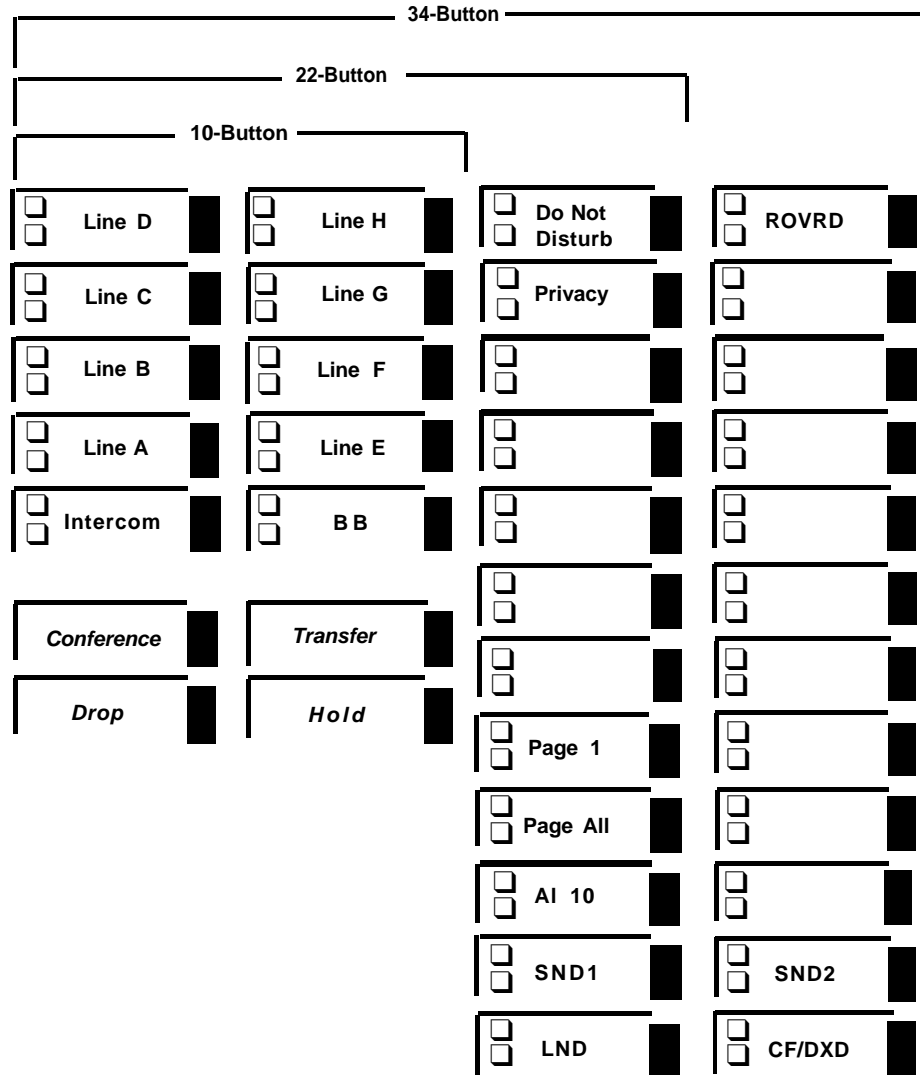 34-Button
22-Button
10-Button
Line D
Line H
Do Not
Disturb
ROVRD
Line C
Line G
Privacy
Line B
Line F
Line A
Line E
Intercom
BB
Conference
Transfer
Drop
Hold
Page 1
Page All
Al 10
SND1
SND2
LND
CF/DXD